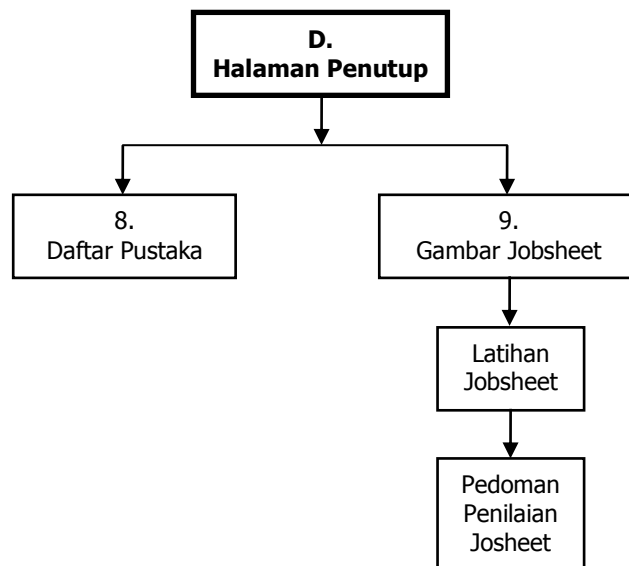 D.
Halaman Penutup
8.
Daftar Pustaka
9.
Gambar Jobsheet
Latihan
Jobsheet
Pedoman
Penilaian
Josheet